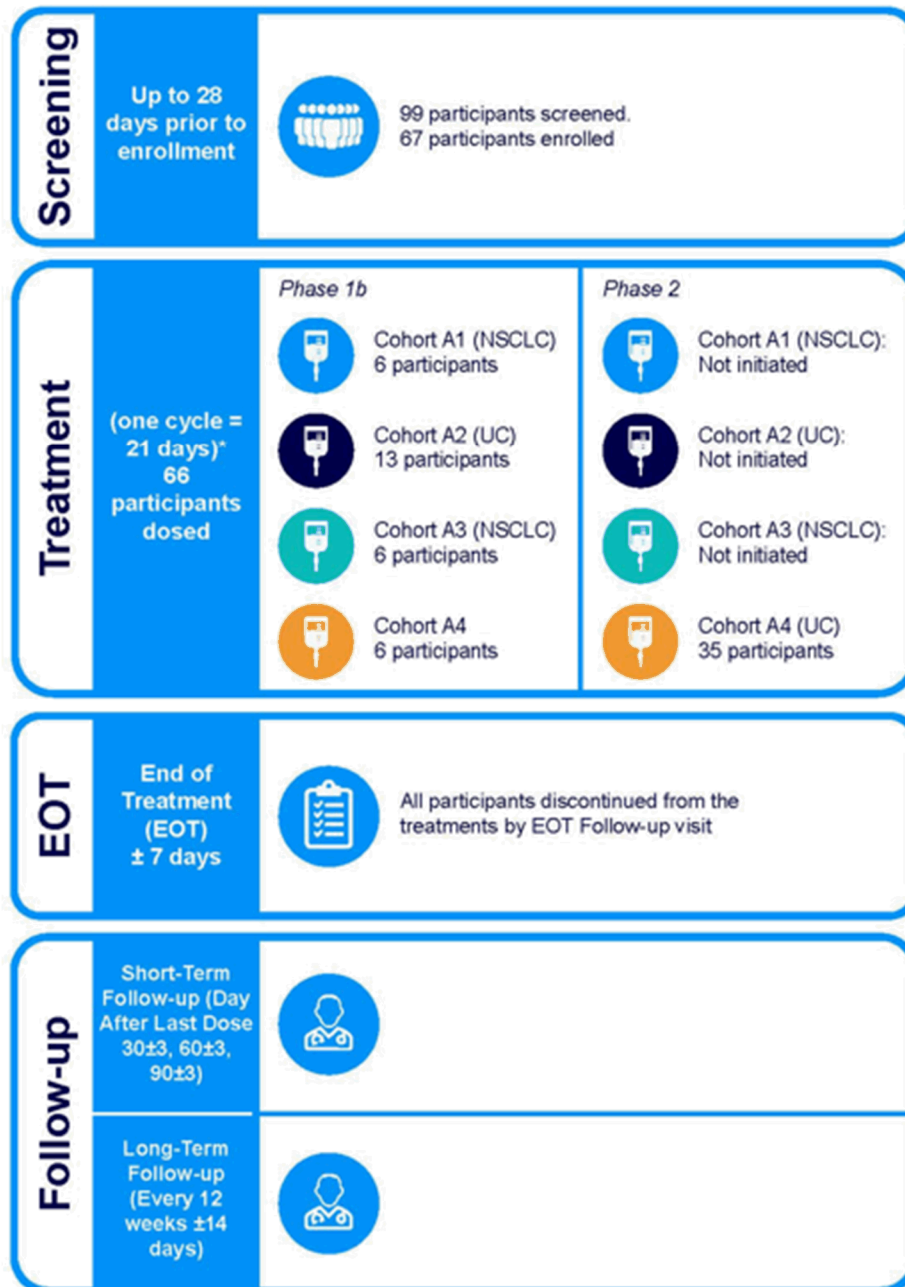 Screening
Up to 28
days prior to
enrollment
99 participants screened.
67 participants enrolled
Treatment
(one cycle =
21 days)*
66
participants
dosed
Phase 1b
Cohort A1 (NSCLC)
6 participants
Cohort A2 (UC)
13 participants
Cohort A3 (NSCLC)
6 participants
Cohort A4
6 participants
Phase 2
Cohort A1 (NSCLC):
Not initiated
Cohort A2 (UC):
Not initiated
Cohort A3 (NSCLC):
Not initiated
Cohort A4 (UC)
35 participants
EOT
End of
Treatment
(EOT)
± 7 days
All participants discontinued from the
treatments by EOT Follow-up visit
Follow-up
Short-Term
Follow-up (Day
After Last Dose
30±3, 60±3,
90±3)
Long-Term
Follow-up
(Every 12
weeks ±14
days)